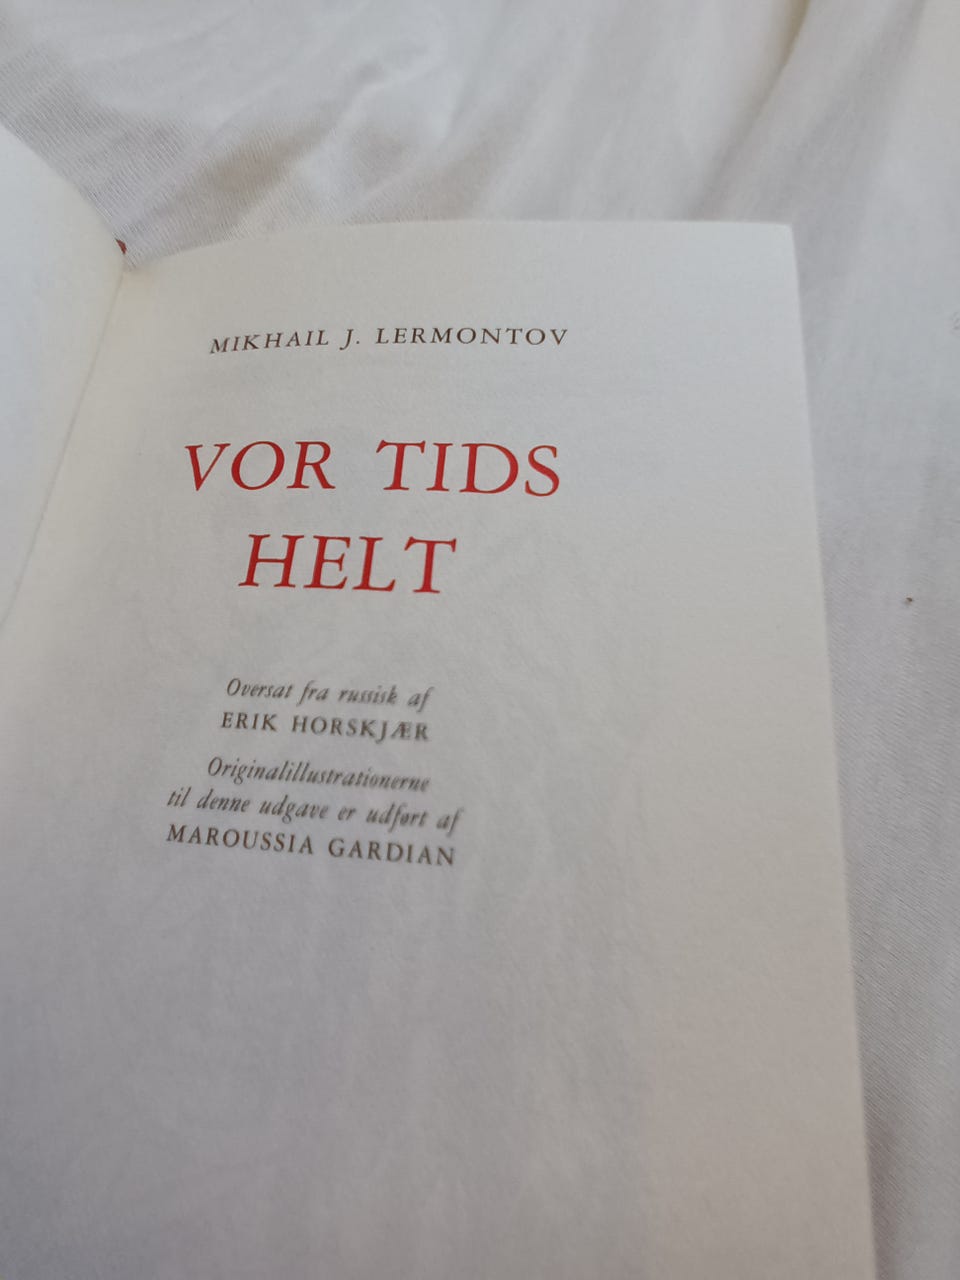 MIKHAIL J. LERMONTOV
VOR TIDS
HELT
Oversat fra russisk af
ERIK HORSKJÆR
Originalillustrationerne
til denne udgave er udført af
MAROUSSIA GARDIAN